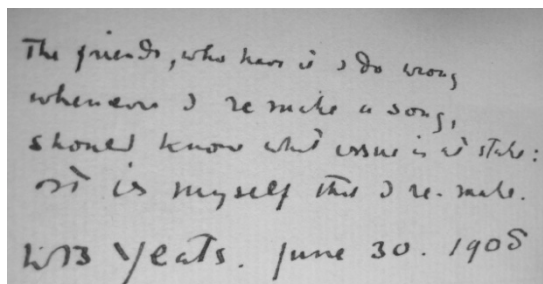 The friends, who have it I do wrong
whenever I re make a song,
should know what issue is at stake:
It is myself that I re-make.
WB Yeats. June 30. 1908